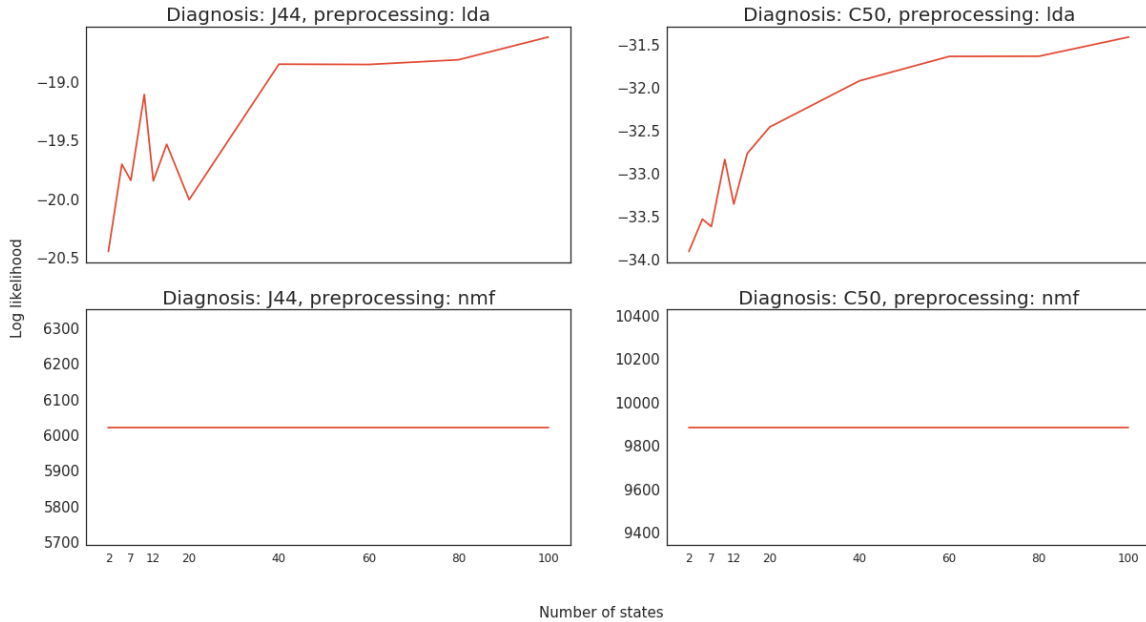 Diagnosis: J44, preprocessing: lda
−19.0
−19.5
−20.0
−20.5
Diagnosis: C50, preprocessing: lda
−31.5
−32.0
−32.5
−33.0
−33.5
−34.0
Log likelihood
Diagnosis: J44, preprocessing: nmf
6300
6200
6100
6000
5900
5800
5700
2 7 12 20 40 60 80 100
Diagnosis: C50, preprocessing: nmf
10400
10200
10000
9800
9600
9400
2 7 12 20 40 60 80 100
Number of states